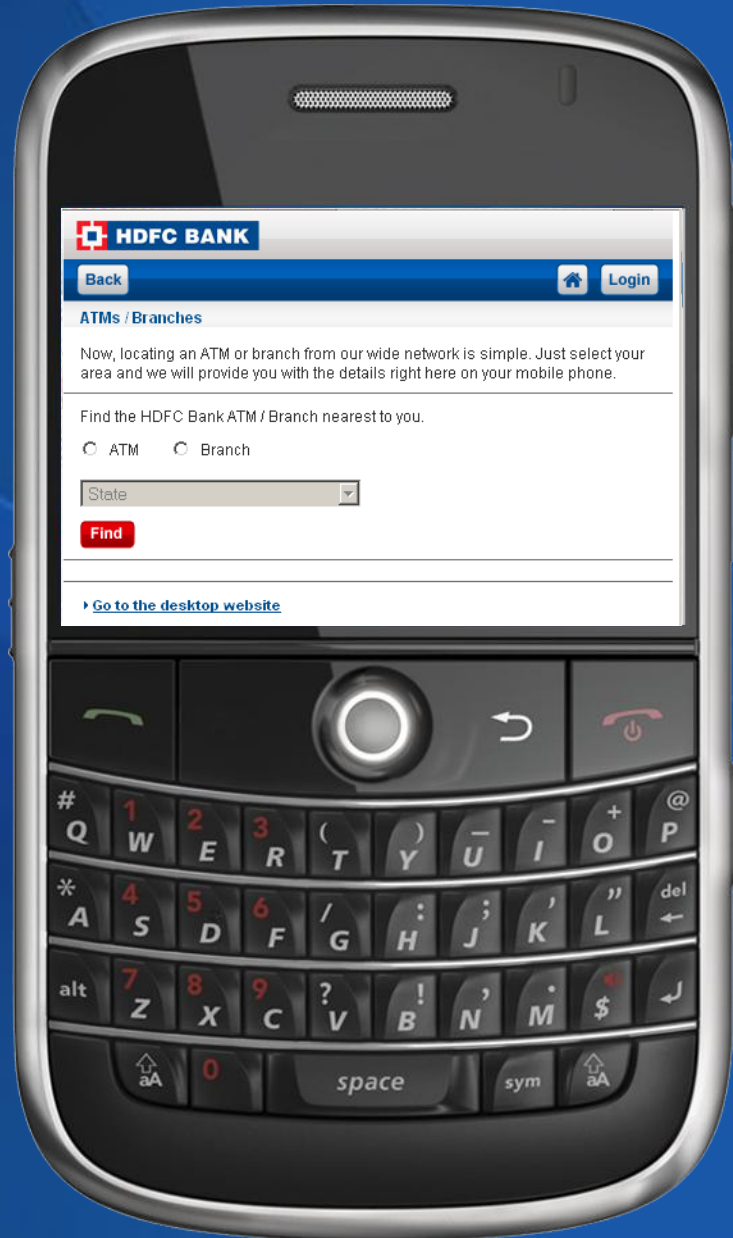 HDFC BANK
Back Login
ATMs / Branches
Now, locating an ATM or branch from our wide network is simple. Just select your
area and we will provide you with the details right here on your mobile phone.
Find the HDFC Bank ATM / Branch nearest to you.
ATM Branch
State
Find
Go to the desktop website
# 1 2 3 ( ) _ - + @
Q W E R T Y U I O P
* 4 5 6 / : ; ' " del
A S D F G H J K L
alt 7 8 9 ? ! , .
Z X C V B N M $
aA 0 space sym aA